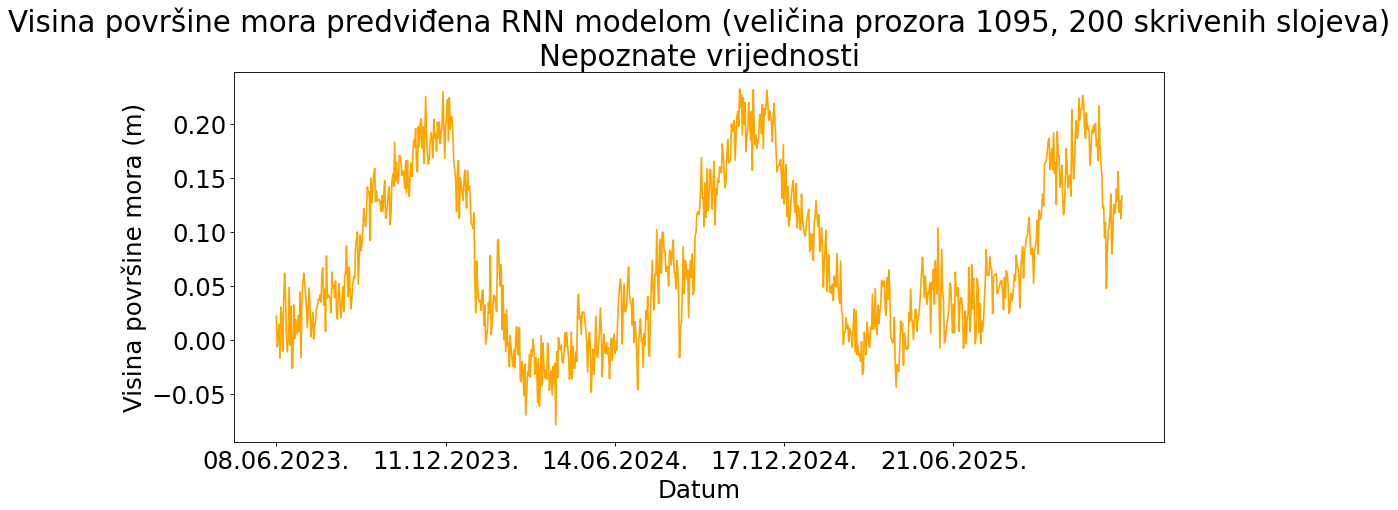 Visina površine mora predviđena RNN modelom (veličina prozora 1095, 200 skrivenih slojeva)
Nepoznate vrijednosti
Visina površine mora (m)
0.20
0.15
0.10
0.05
0.00
−0.05
08.06.2023. 11.12.2023. 14.06.2024. 17.12.2024. 21.06.2025.
Datum